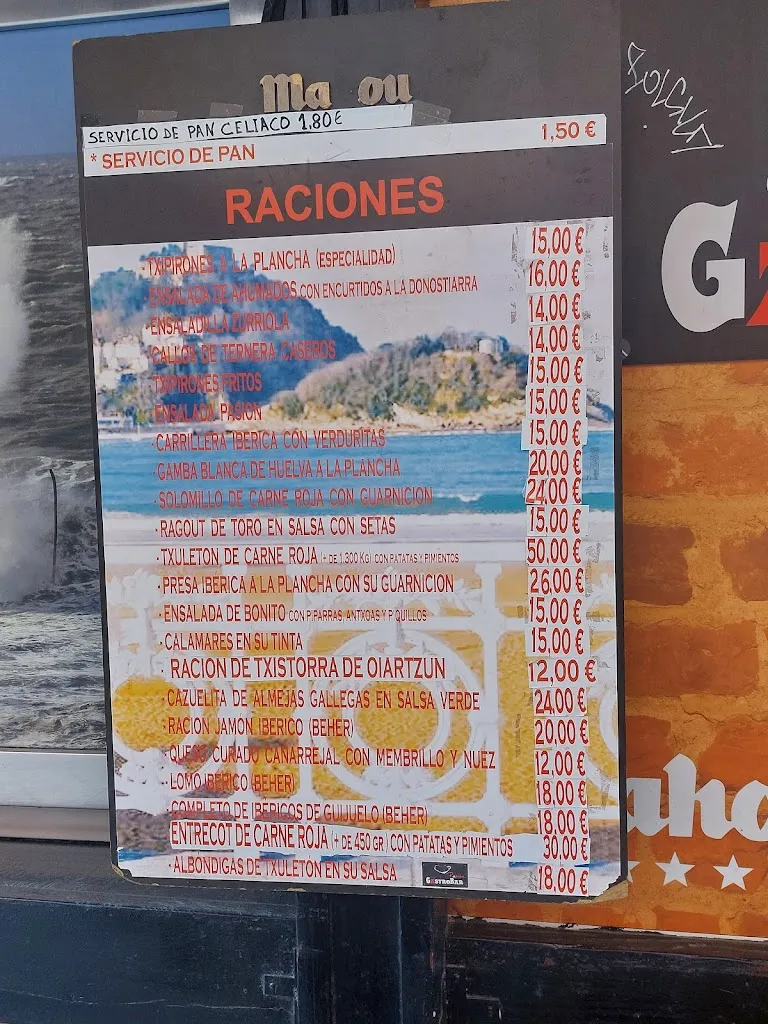 Ma ou
SERVICIO DE PAN CELIACO 1,80€
* SERVICIO DE PAN 1,50 €
RACIONES
·TXIPIRONES A LA PLANCHA (ESPECIALIDAD) 15,00 €
·ENSALADA DE AHUMADOS CON ENCURTIDOS A LA DONOSTIARRA 16,00 €
·ENSALADILLA ZURRIOLA 14,00 €
·CALLOS DE TERNERA CASEROS 14,00 €
·TXIPIRONES FRITOS 15,00 €
·ENSALADA PASION 15,00 €
·CARRILLERA IBERICA CON VERDURITAS 15,00 €
·GAMBA BLANCA DE HUELVA A LA PLANCHA 20,00 €
·SOLOMILLO DE CARNE ROJA CON GUARNICION 24,00 €
·RAGOUT DE TORO EN SALSA CON SETAS 15,00 €
·TXULETON DE CARNE ROJA (+ DE 1.300 KG) CON PATATAS Y PIMIENTOS 50,00 €
·PRESA IBERICA A LA PLANCHA CON SU GUARNICION 26,00 €
·ENSALADA DE BONITO CON PIPARRAS, ANTXOAS Y PIQUILLOS 15,00 €
·CALAMARES EN SU TINTA 15,00 €
·RACION DE TXISTORRA DE OIARTZUN 12,00 €
·CAZUELITA DE ALMEJAS GALLEGAS EN SALSA VERDE 24,00 €
·RACION JAMON IBERICO (BEHER) 20,00 €
·QUESO CURADO CAÑARREJAL CON MEMBRILLO Y NUEZ 12,00 €
·LOMO IBERICO (BEHER) 18,00 €
·COMPLETO DE IBERICOS DE GUIJUELO (BEHER) 18,00 €
ENTRECOT DE CARNE ROJA (+ DE 450 GR) CON PATATAS Y PIMIENTOS 30,00 €
·ALBONDIGAS DE TXULETON EN SU SALSA 18,00 €
GASTROBAR
G
aho